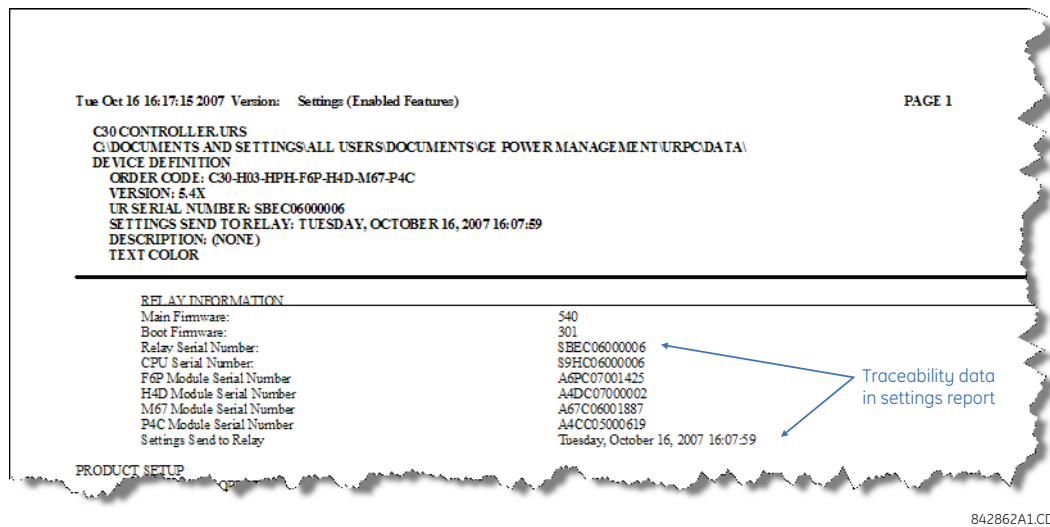 Tue Oct 16 16:17:15 2007 Version: Settings (Enabled Features) PAGE 1
C30 CONTROLLER.URS
C:\DOCUMENTS AND SETTINGS\ALL USERS\DOCUMENTS\GE POWER MANAGEMENT\URPC\DATA\
DEVICE DEFINITION
ORDER CODE: C30-H03-HPH-F6P-H4D-M67-P4C
VERSION: 5.4X
UR SERIAL NUMBER: SBEC06000006
SETTINGS SEND TO RELAY: TUESDAY, OCTOBER 16, 2007 16:07:59
DESCRIPTION: (NONE)
TEXT COLOR
RELAY INFORMATION
Main Firmware: 540
Boot Firmware: 301
Relay Serial Number: SBEC06000006
CPU Serial Number: S9HC06000006
F6P Module Serial Number A6PC07001425
H4D Module Serial Number A4DC07000002
M67 Module Serial Number A67C06001887
P4C Module Serial Number A4CC05000619
Settings Send to Relay Tuesday, October 16, 2007 16:07:59
Traceability data
in settings report
PRODUCT SETUP
842862A1.CD